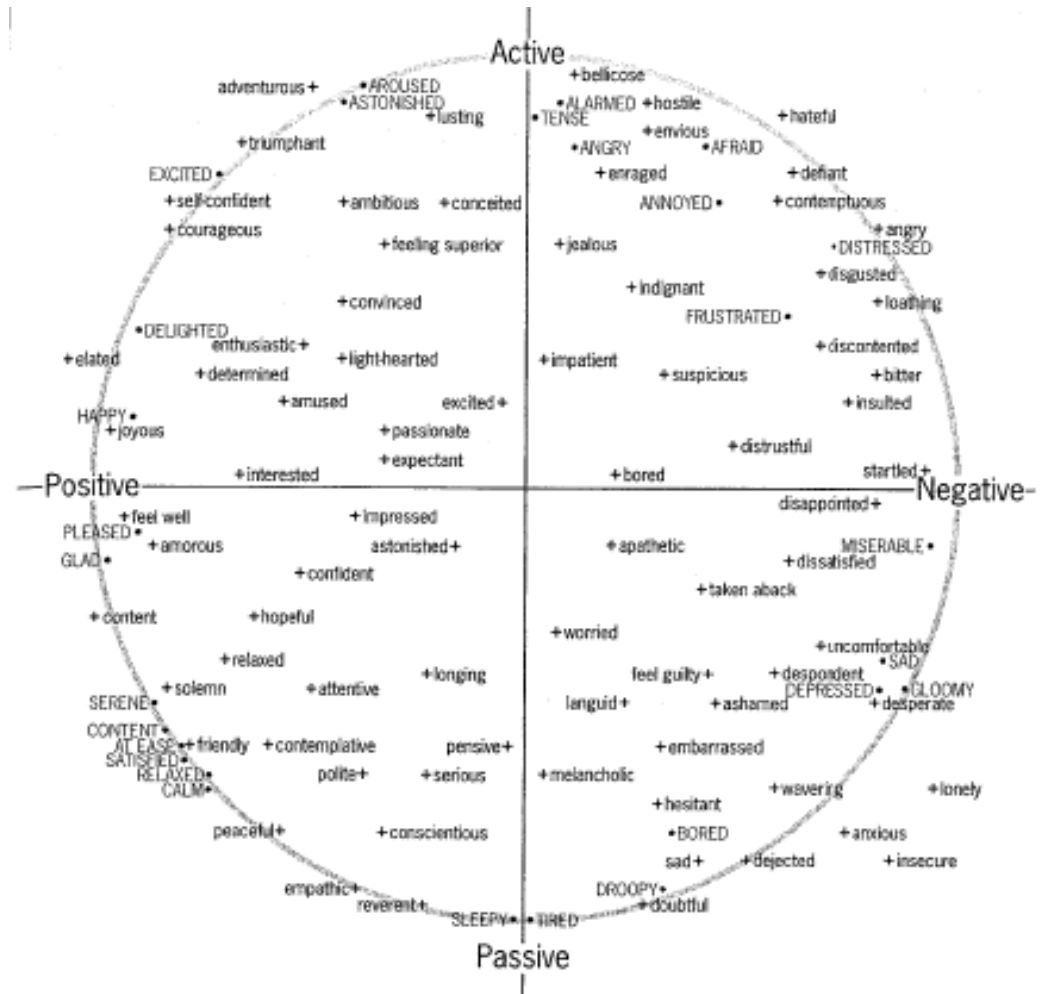 Active
bellicose
adventurous
AROUSED
ASTONISHED
ALARMED
hostile
lusting
TENSE
hateful
envious
triumphant
ANGRY
AFRAID
EXCITED
enraged
defiant
self-confident
ambitious
conceited
ANNOYED
contemptuous
courageous
angry
feeling superior
jealous
DISTRESSED
disgusted
indignant
convinced
loathing
FRUSTRATED
DELIGHTED
enthusiastic
discontented
elated
light-hearted
impatient
determined
suspicious
bitter
amused
excited
insulted
HAPPY
joyous
passionate
distrustful
expectant
interested
bored
startled
Positive
Negative
disappointed
feel well
impressed
PLEASED
amorous
astonished
apathetic
MISERABLE
GLAD
dissatisfied
confident
taken aback
content
hopeful
worried
uncomfortable
relaxed
SAD
longing
feel guilty
despondent
solemn
attentive
DEPRESSED
GLOOMY
SERENE
languid
ashamed
desperate
CONTENT
AT EASE
friendly
contemplative
pensive
embarrassed
SATISFIED
RELAXED
polite
serious
melancholic
CALM
wavering
lonely
hesitant
peaceful
conscientious
BORED
anxious
sad
dejected
insecure
empathic
DROOPY
reverent
doubtful
SLEEPY
TIRED
Passive